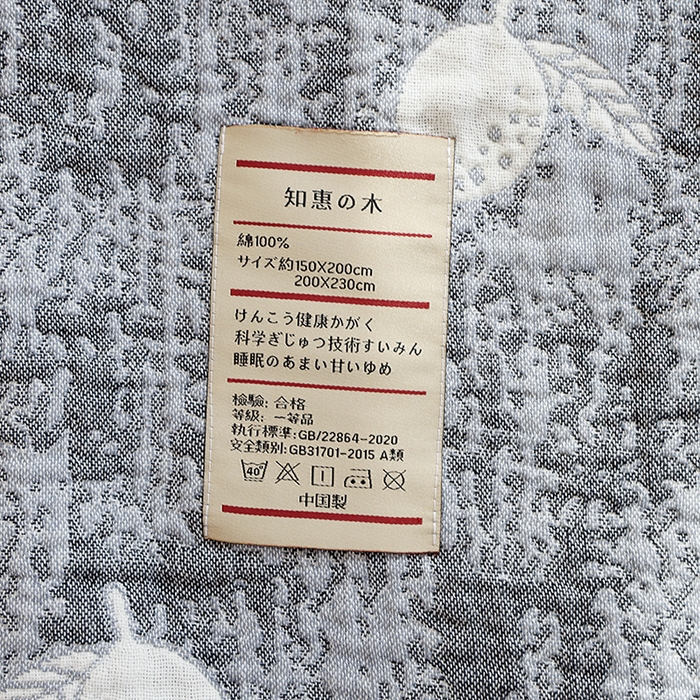 知惠の木
綿100%
サイズ約150X200cm
200X230cm
けんこう健康かがく
科学ぎじゅつ技術すいみん
睡眠のあまい甘いゆめ
檢驗: 合格
等級: 一等品
執行標準:GB/22864-2020
安全類別:GB31701-2015 A類
40°
中国製